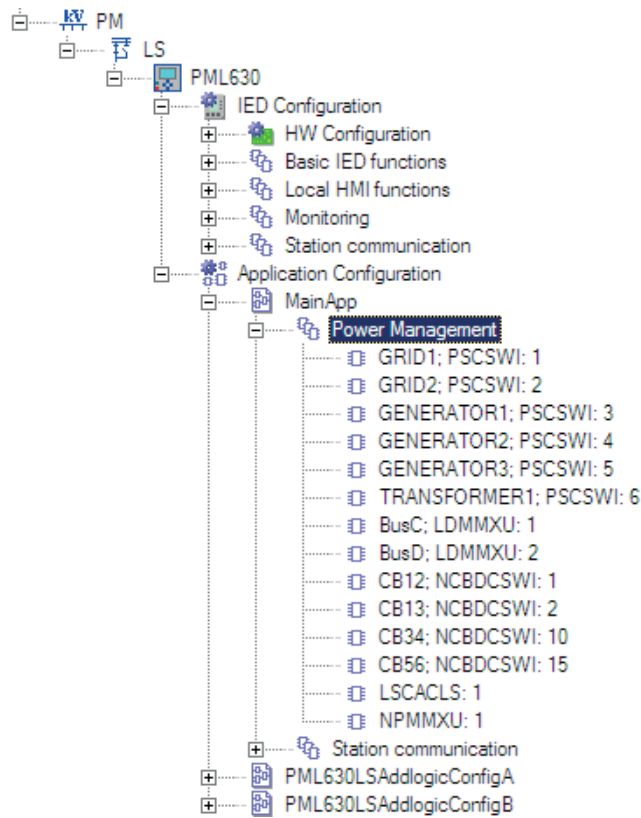 PM
LS
PML630
IED Configuration
HW Configuration
Basic IED functions
Local HMI functions
Monitoring
Station communication
Application Configuration
MainApp
Power Management
GRID1; PSCSWI: 1
GRID2; PSCSWI: 2
GENERATOR1; PSCSWI: 3
GENERATOR2; PSCSWI: 4
GENERATOR3; PSCSWI: 5
TRANSFORMER1; PSCSWI: 6
BusC; LDMMXU: 1
BusD; LDMMXU: 2
CB12; NCBDCSWI: 1
CB13; NCBDCSWI: 2
CB34; NCBDCSWI: 10
CB56; NCBDCSWI: 15
LSCACLS: 1
NPMMXU: 1
Station communication
PML630LSAddlogicConfigA
PML630LSAddlogicConfigB